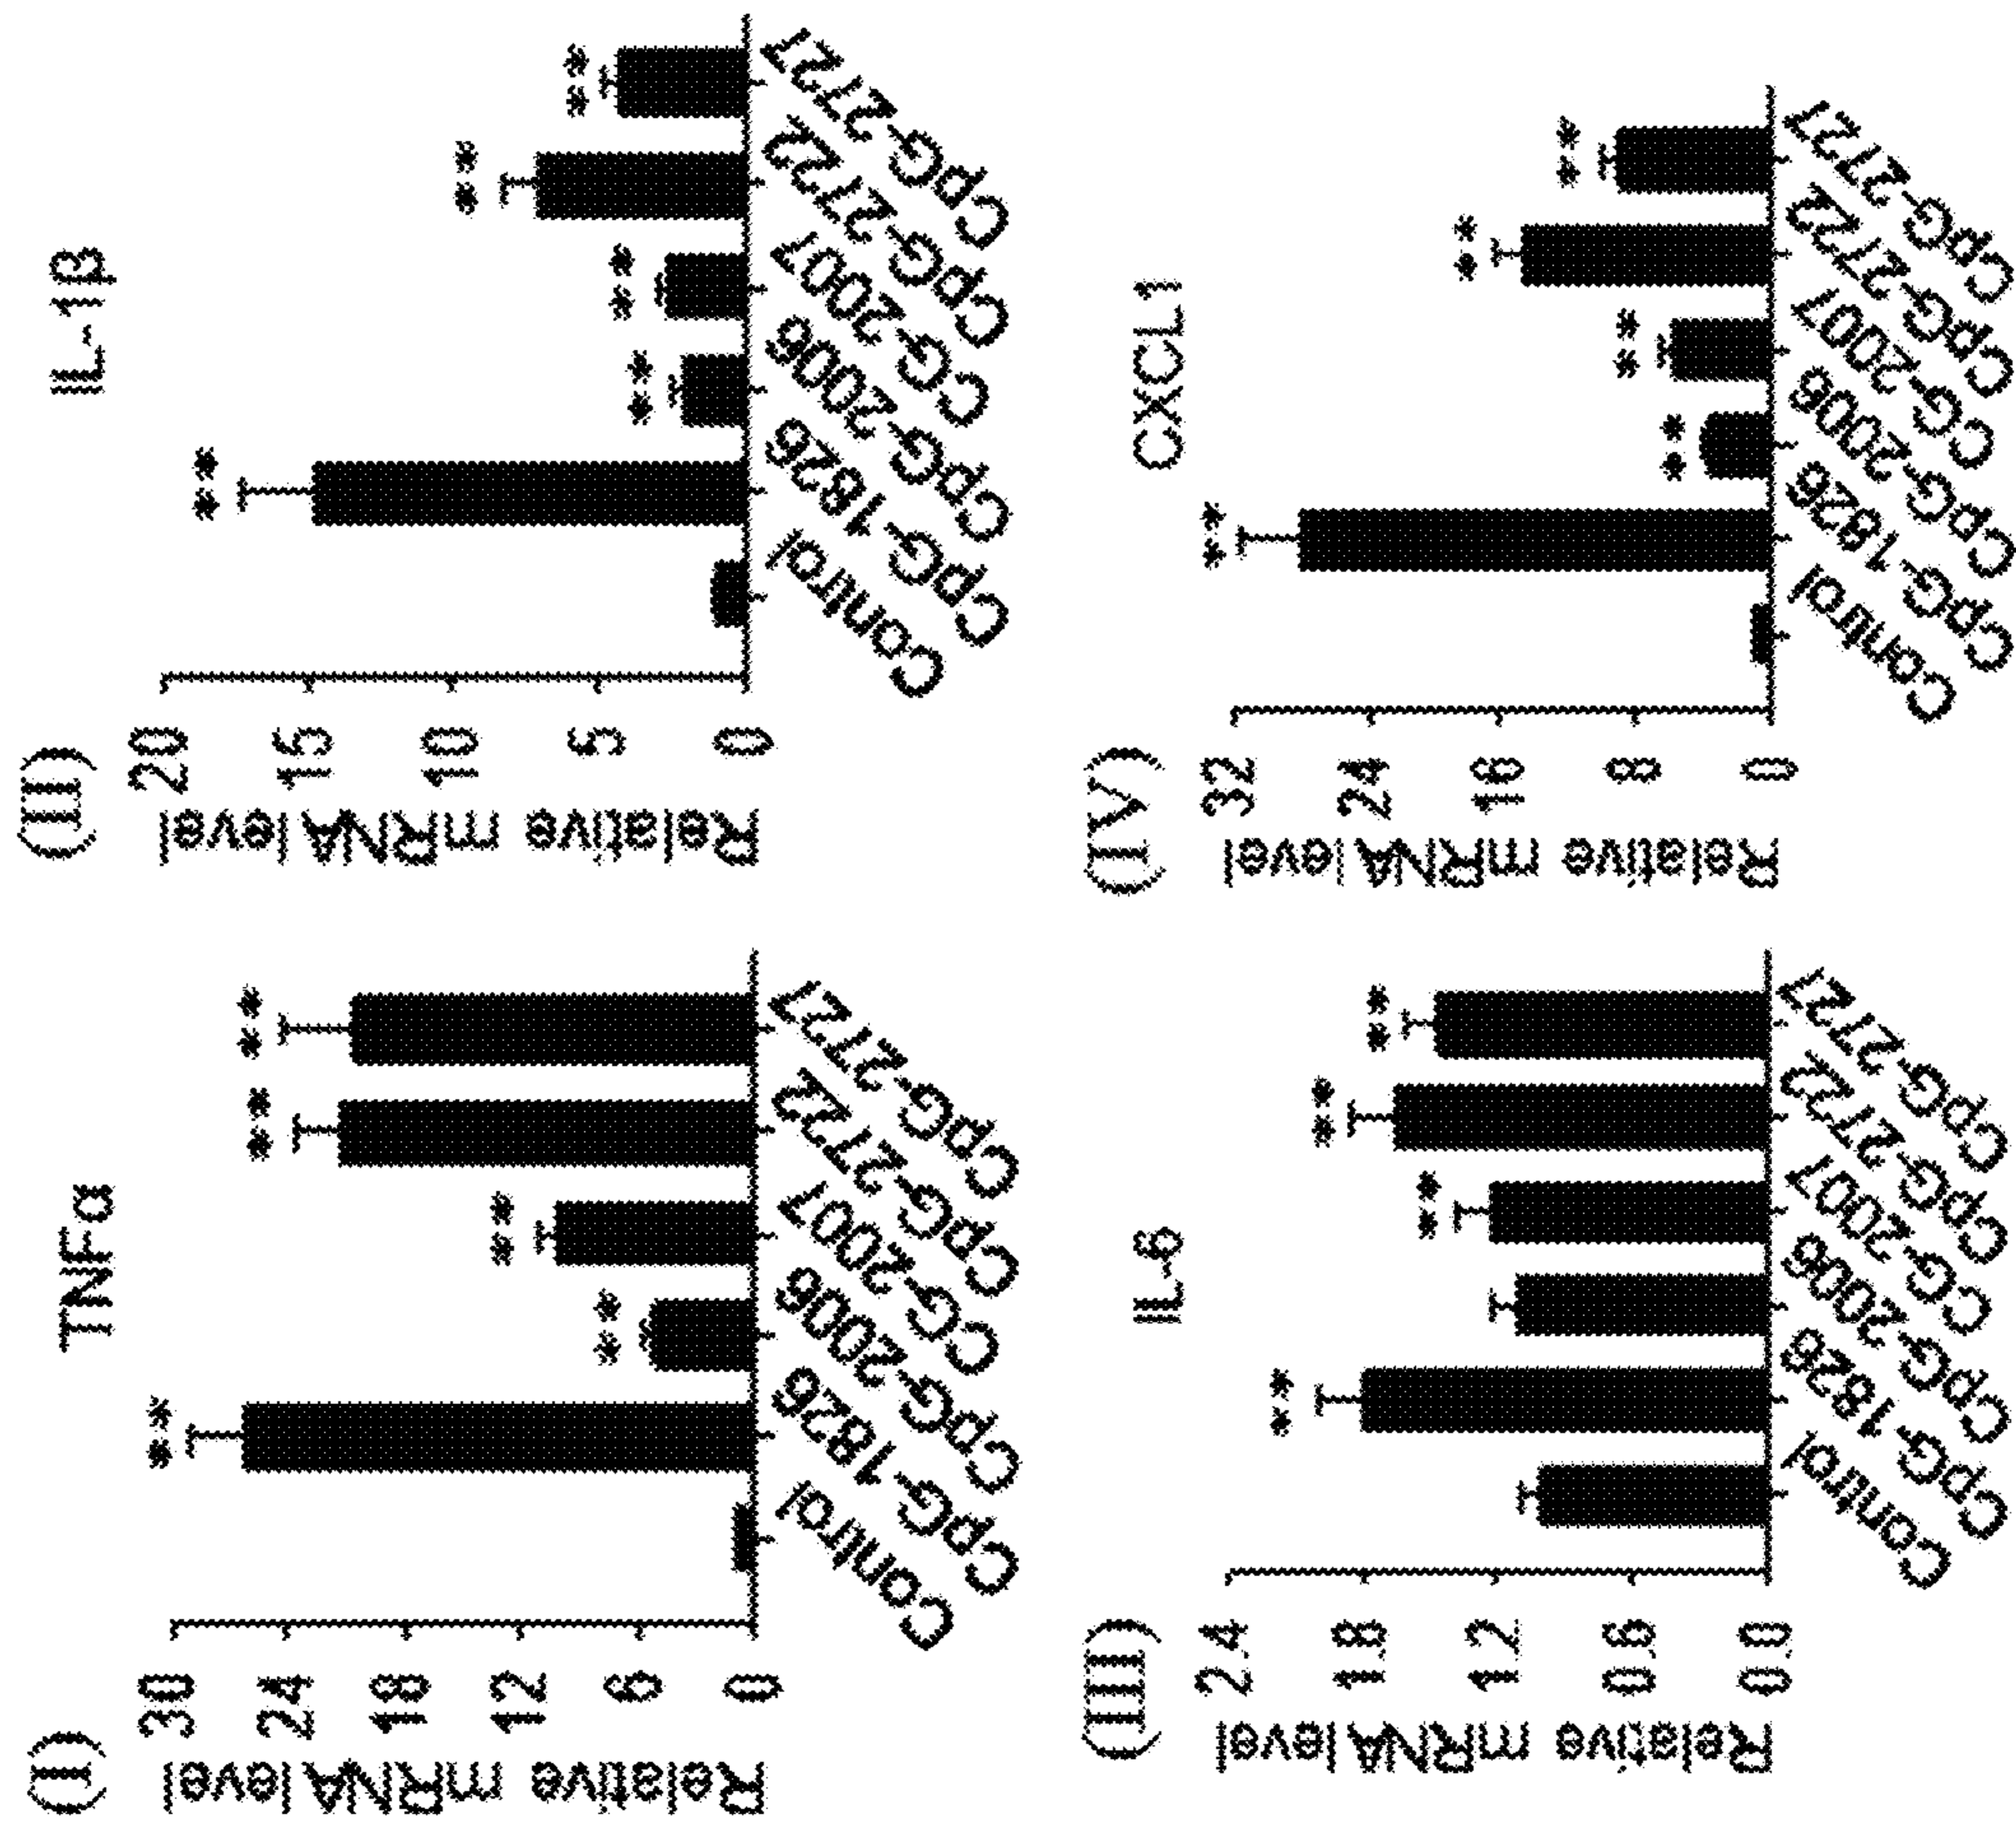 (I)
TNFα
Relative mRNA level
30
24
18
12
6
0
**
**
**
**
**
Control
CpG-1826
CpG-2006
CG-2007
CpG-2722
CpG-2727
(II)
IL-1β
Relative mRNA level
20
15
10
5
0
**
**
**
**
**
Control
CpG-1826
CpG-2006
CG-2007
CpG-2722
CpG-2727
(III)
IL-6
Relative mRNA level
2.4
1.8
1.2
0.6
0.0
**
**
**
**
Control
CpG-1826
CpG-2006
CG-2007
CpG-2722
CpG-2727
(IV)
CXCL1
Relative mRNA level
32
24
16
8
0
**
**
**
**
**
Control
CpG-1826
CpG-2006
CG-2007
CpG-2722
CpG-2727